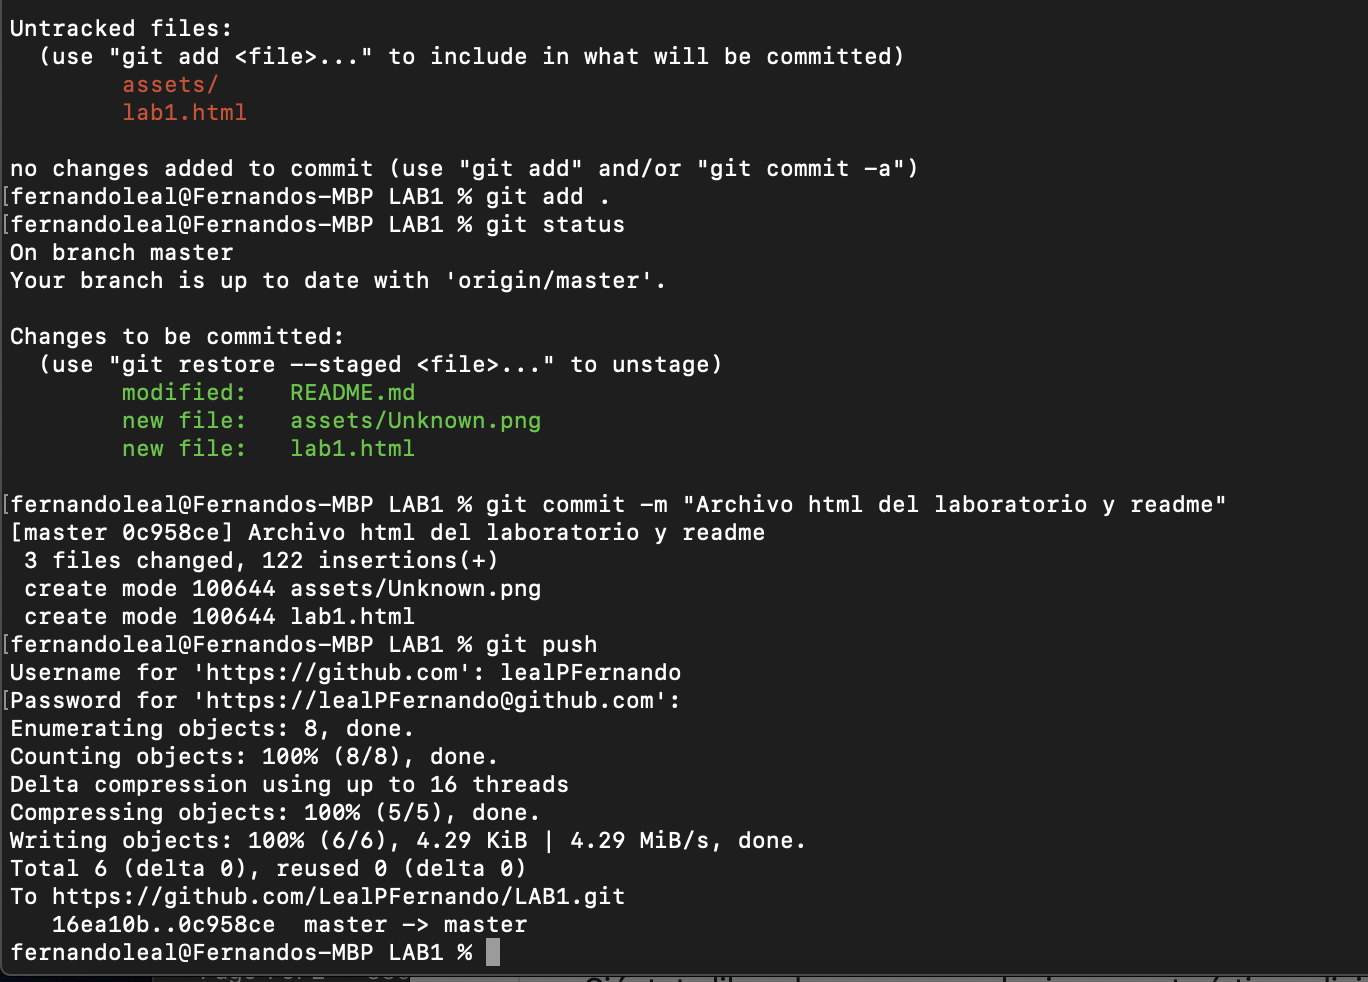 Untracked files:
  (use "git add <file>..." to include in what will be committed)
        assets/
        lab1.html

no changes added to commit (use "git add" and/or "git commit -a")
[fernandoleal@Fernandos-MBP LAB1 % git add .
[fernandoleal@Fernandos-MBP LAB1 % git status
On branch master
Your branch is up to date with 'origin/master'.

Changes to be committed:
  (use "git restore --staged <file>..." to unstage)
        modified:   README.md
        new file:   assets/Unknown.png
        new file:   lab1.html

[fernandoleal@Fernandos-MBP LAB1 % git commit -m "Archivo html del laboratorio y readme"
[master 0c958ce] Archivo html del laboratorio y readme
 3 files changed, 122 insertions(+)
 create mode 100644 assets/Unknown.png
 create mode 100644 lab1.html
[fernandoleal@Fernandos-MBP LAB1 % git push
Username for 'https://github.com': lealPFernando
[Password for 'https://lealPFernando@github.com':
Enumerating objects: 8, done.
Counting objects: 100% (8/8), done.
Delta compression using up to 16 threads
Compressing objects: 100% (5/5), done.
Writing objects: 100% (6/6), 4.29 KiB | 4.29 MiB/s, done.
Total 6 (delta 0), reused 0 (delta 0)
To https://github.com/LealPFernando/LAB1.git
   16ea10b..0c958ce  master -> master
fernandoleal@Fernandos-MBP LAB1 %